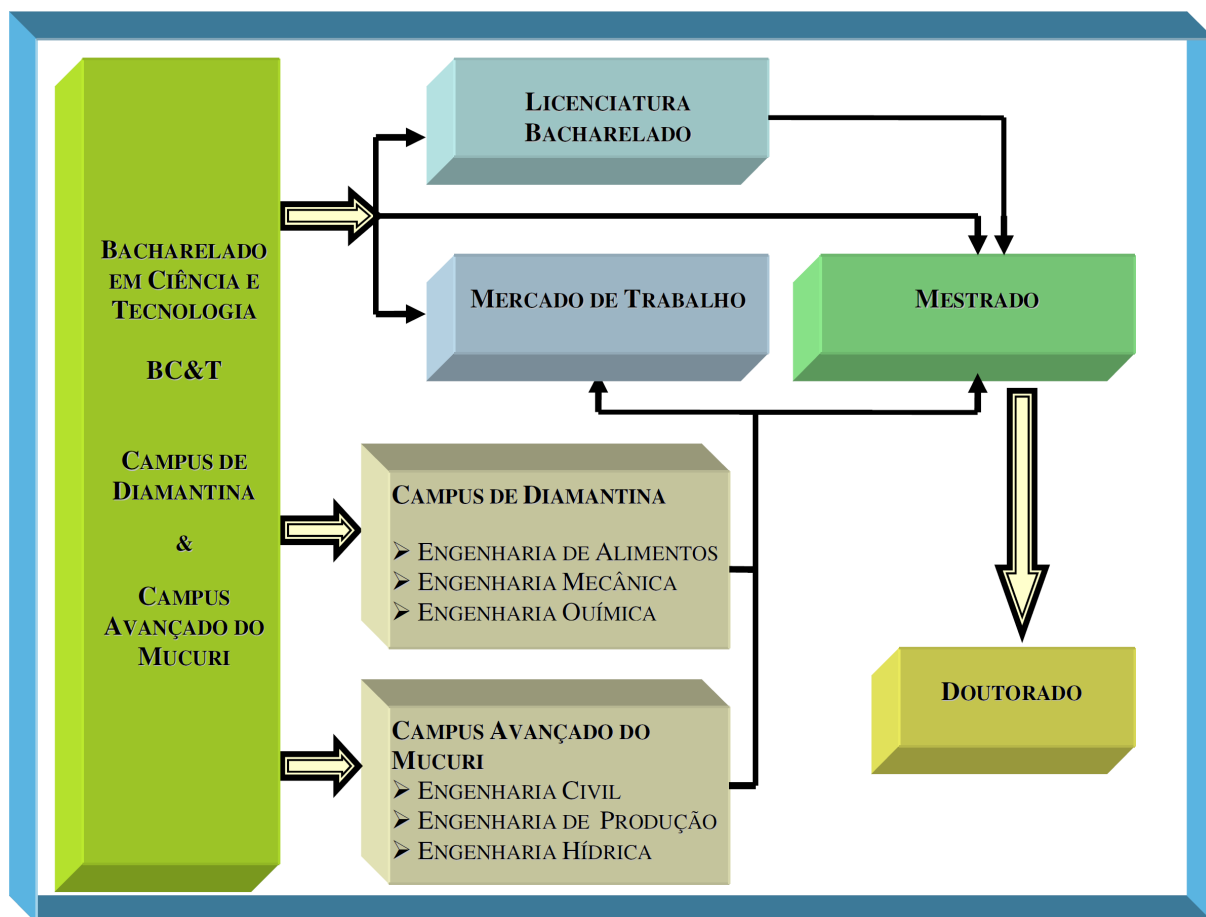 BACHARELADO
EM CIÊNCIA E
TECNOLOGIA
BC&T
CAMPUS DE
DIAMANTINA
&
CAMPUS
AVANÇADO DO
MUCURI
LICENCIATURA
BACHARELADO
MERCADO DE TRABALHO
MESTRADO
CAMPUS DE DIAMANTINA
➢ ENGENHARIA DE ALIMENTOS
➢ ENGENHARIA MECÂNICA
➢ ENGENHARIA QUÍMICA
CAMPUS AVANÇADO DO
MUCURI
➢ ENGENHARIA CIVIL
➢ ENGENHARIA DE PRODUÇÃO
➢ ENGENHARIA HÍDRICA
DOUTORADO